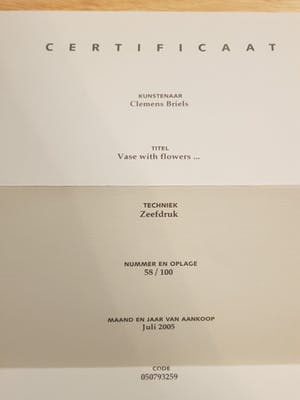 CERTIFICAAT
KUNSTENAAR
Clemens Briels
TITEL
Vase with flowers ...
TECHNIEK
Zeefdruk
NUMMER EN OPLAGE
58 / 100
MAAND EN JAAR VAN AANKOOP
Juli 2005
CODE
050793259